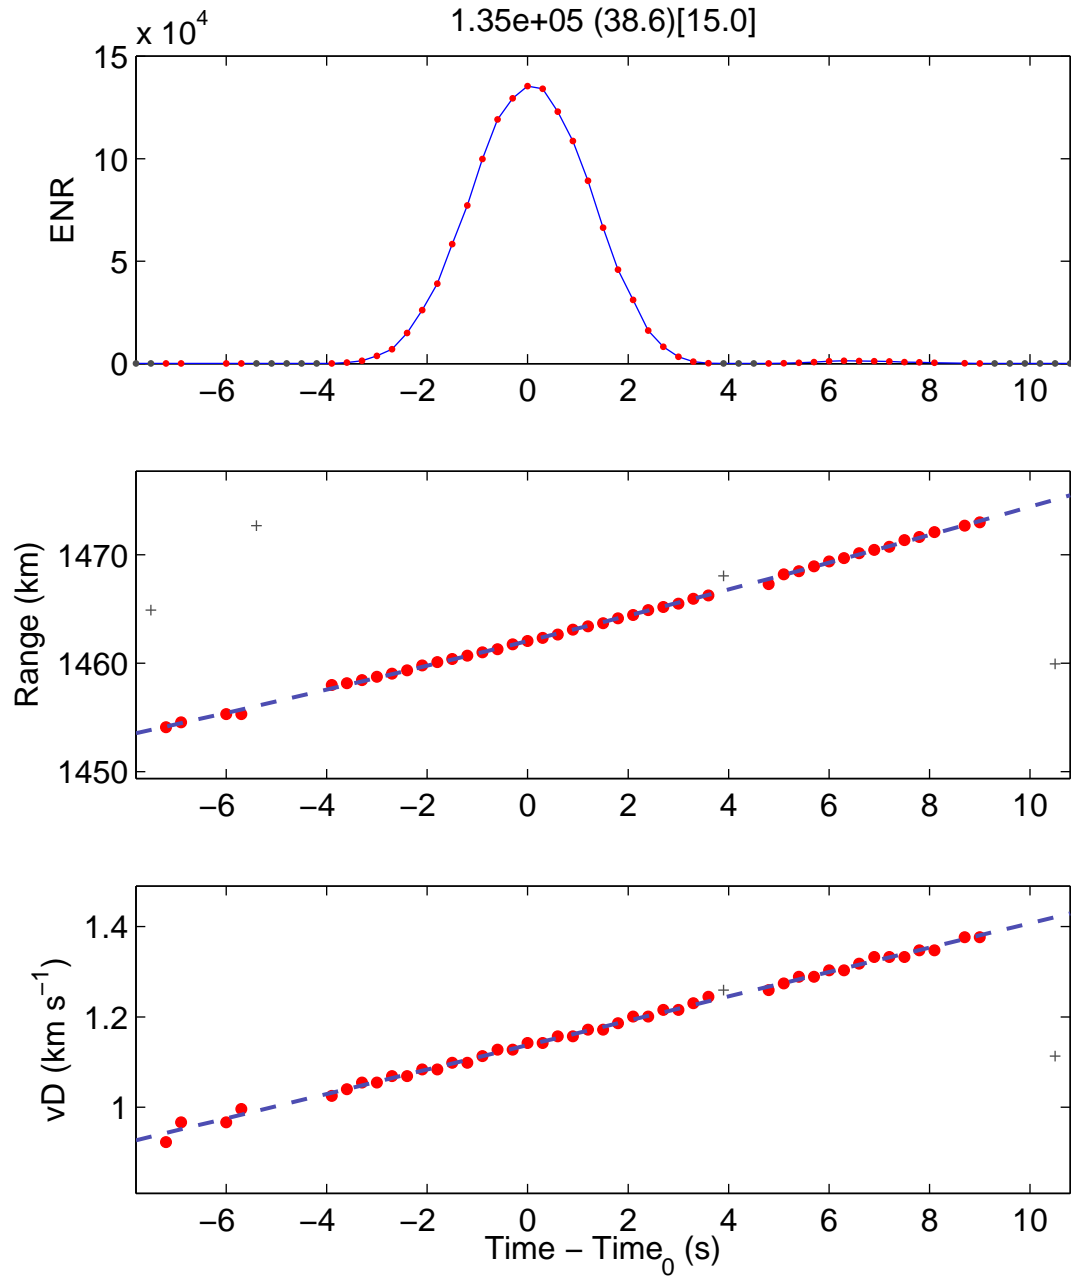 1.35e+05 (38.6)[15.0]
x 10^4
15
10
5
0
ENR
−6 −4 −2 0 2 4 6 8 10
1470
1460
1450
Range (km)
−6 −4 −2 0 2 4 6 8 10
1.4
1.2
1
vD (km s^−1)
−6 −4 −2 0 2 4 6 8 10
Time − Time_0 (s)